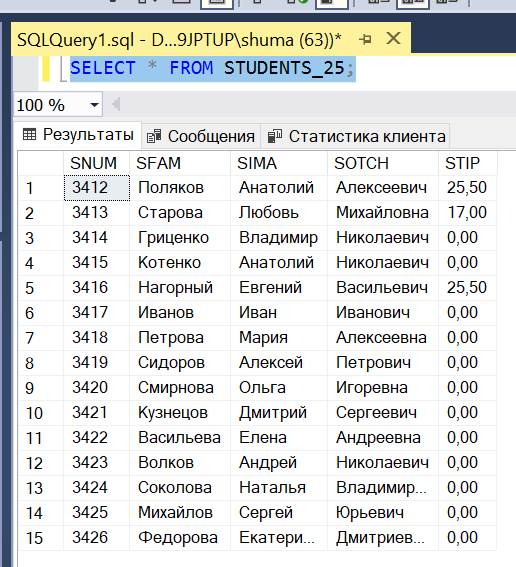 SQLQuery1.sql - D...9JPTUP\shuma (63))*
SELECT * FROM STUDENTS_25;
100 %
Результаты Сообщения Статистика клиента
SNUM SFAM SIMA SOTCH STIP
1 3412 Поляков Анатолий Алексеевич 25,50
2 3413 Старова Любовь Михайловна 17,00
3 3414 Гриценко Владимир Николаевич 0,00
4 3415 Котенко Анатолий Николаевич 0,00
5 3416 Нагорный Евгений Васильевич 25,50
6 3417 Иванов Иван Иванович 0,00
7 3418 Петрова Мария Алексеевна 0,00
8 3419 Сидоров Алексей Петрович 0,00
9 3420 Смирнова Ольга Игоревна 0,00
10 3421 Кузнецов Дмитрий Сергеевич 0,00
11 3422 Васильева Елена Андреевна 0,00
12 3423 Волков Андрей Николаевич 0,00
13 3424 Соколова Наталья Владимир... 0,00
14 3425 Михайлов Сергей Юрьевич 0,00
15 3426 Федорова Екатери... Дмитриев... 0,00